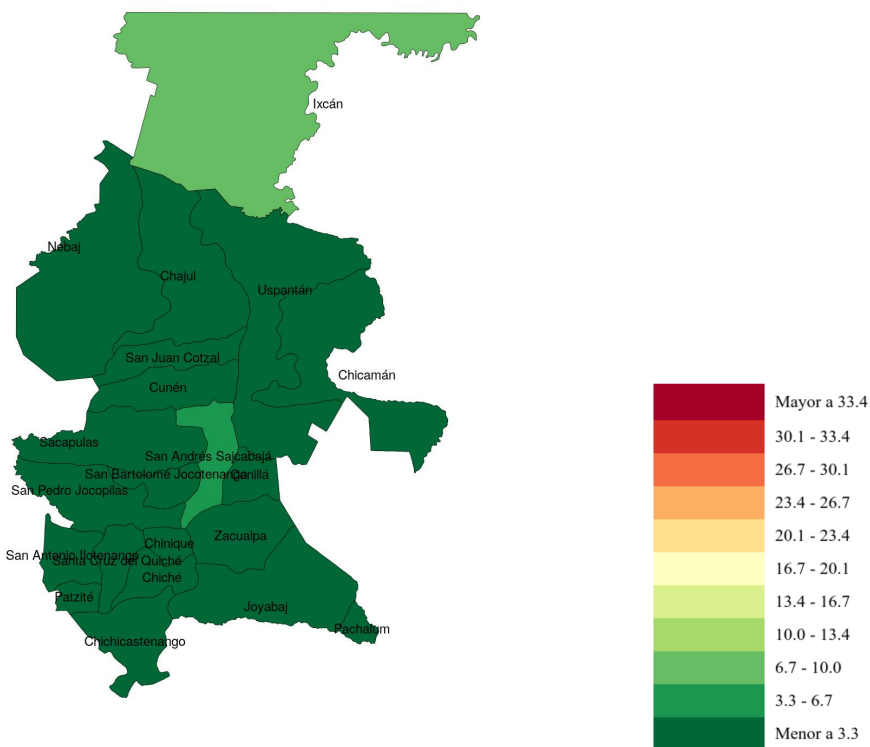 Ixcán
Nebaj
Chajul
Uspantán
San Juan Cotzal
Chicamán
Cunén
Sacapulas
San Andrés Sajcabajá
San Bartolomé Jocotenango
Canillá
San Pedro Jocopilas
Zacualpa
Chinique
San Antonio Ilotenango
Santa Cruz del Quiché
Chiché
Patzité
Joyabaj
Pachalum
Chichicastenango
Mayor a 33.4
30.1 - 33.4
26.7 - 30.1
23.4 - 26.7
20.1 - 23.4
16.7 - 20.1
13.4 - 16.7
10.0 - 13.4
6.7 - 10.0
3.3 - 6.7
Menor a 3.3